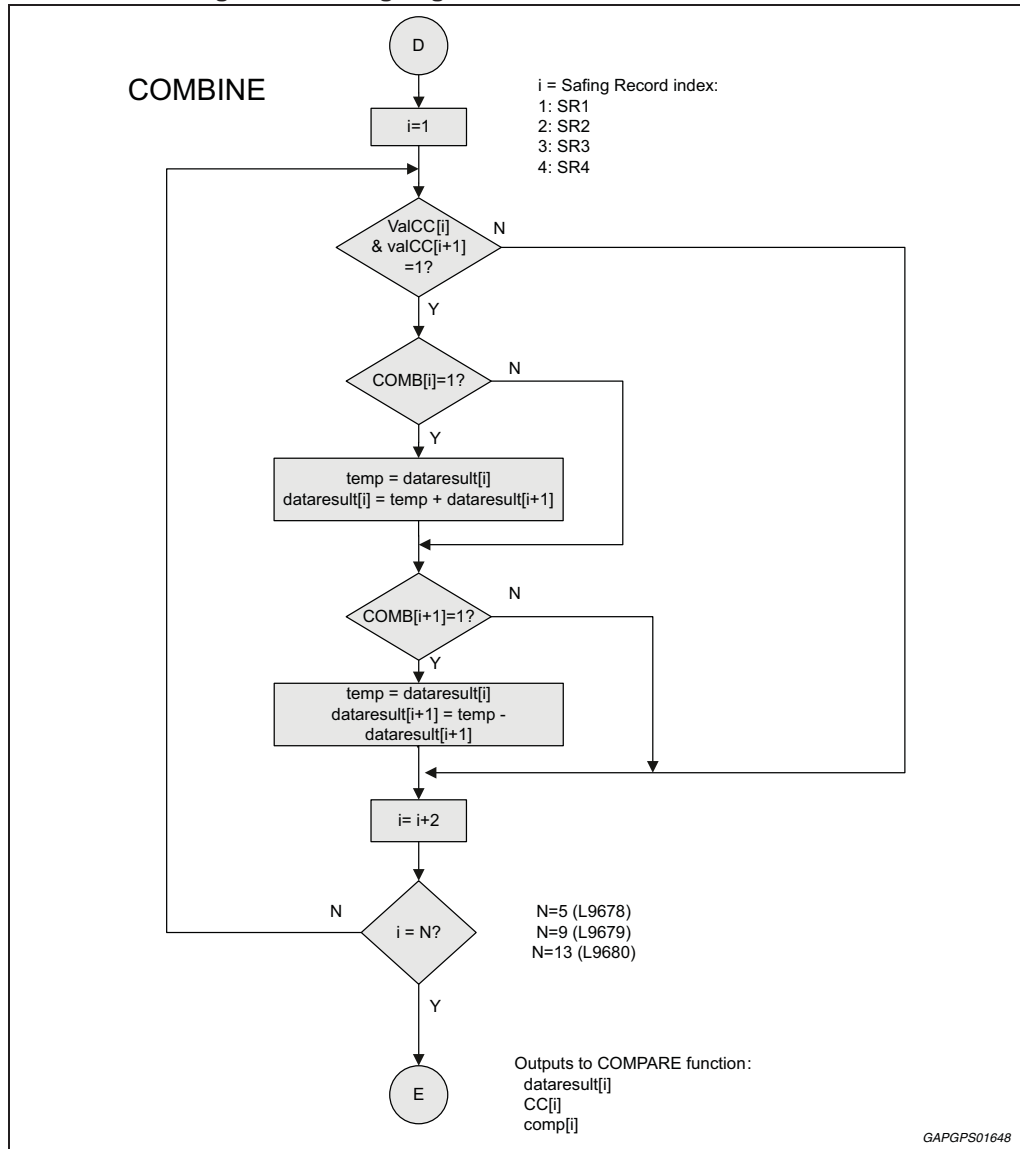 D
COMBINE
i = Safing Record index:
1: SR1
2: SR2
3: SR3
4: SR4
i=1
ValCC[i]
& valCC[i+1]
=1?
N
Y
COMB[i]=1?
N
Y
temp = dataresult[i]
dataresult[i] = temp + dataresult[i+1]
COMB[i+1]=1?
N
Y
temp = dataresult[i]
dataresult[i+1] = temp -
dataresult[i+1]
i= i+2
N
i = N?
N=5 (L9678)
N=9 (L9679)
N=13 (L9680)
Y
E
Outputs to COMPARE function:
dataresult[i]
CC[i]
comp[i]
GAPGPS01648